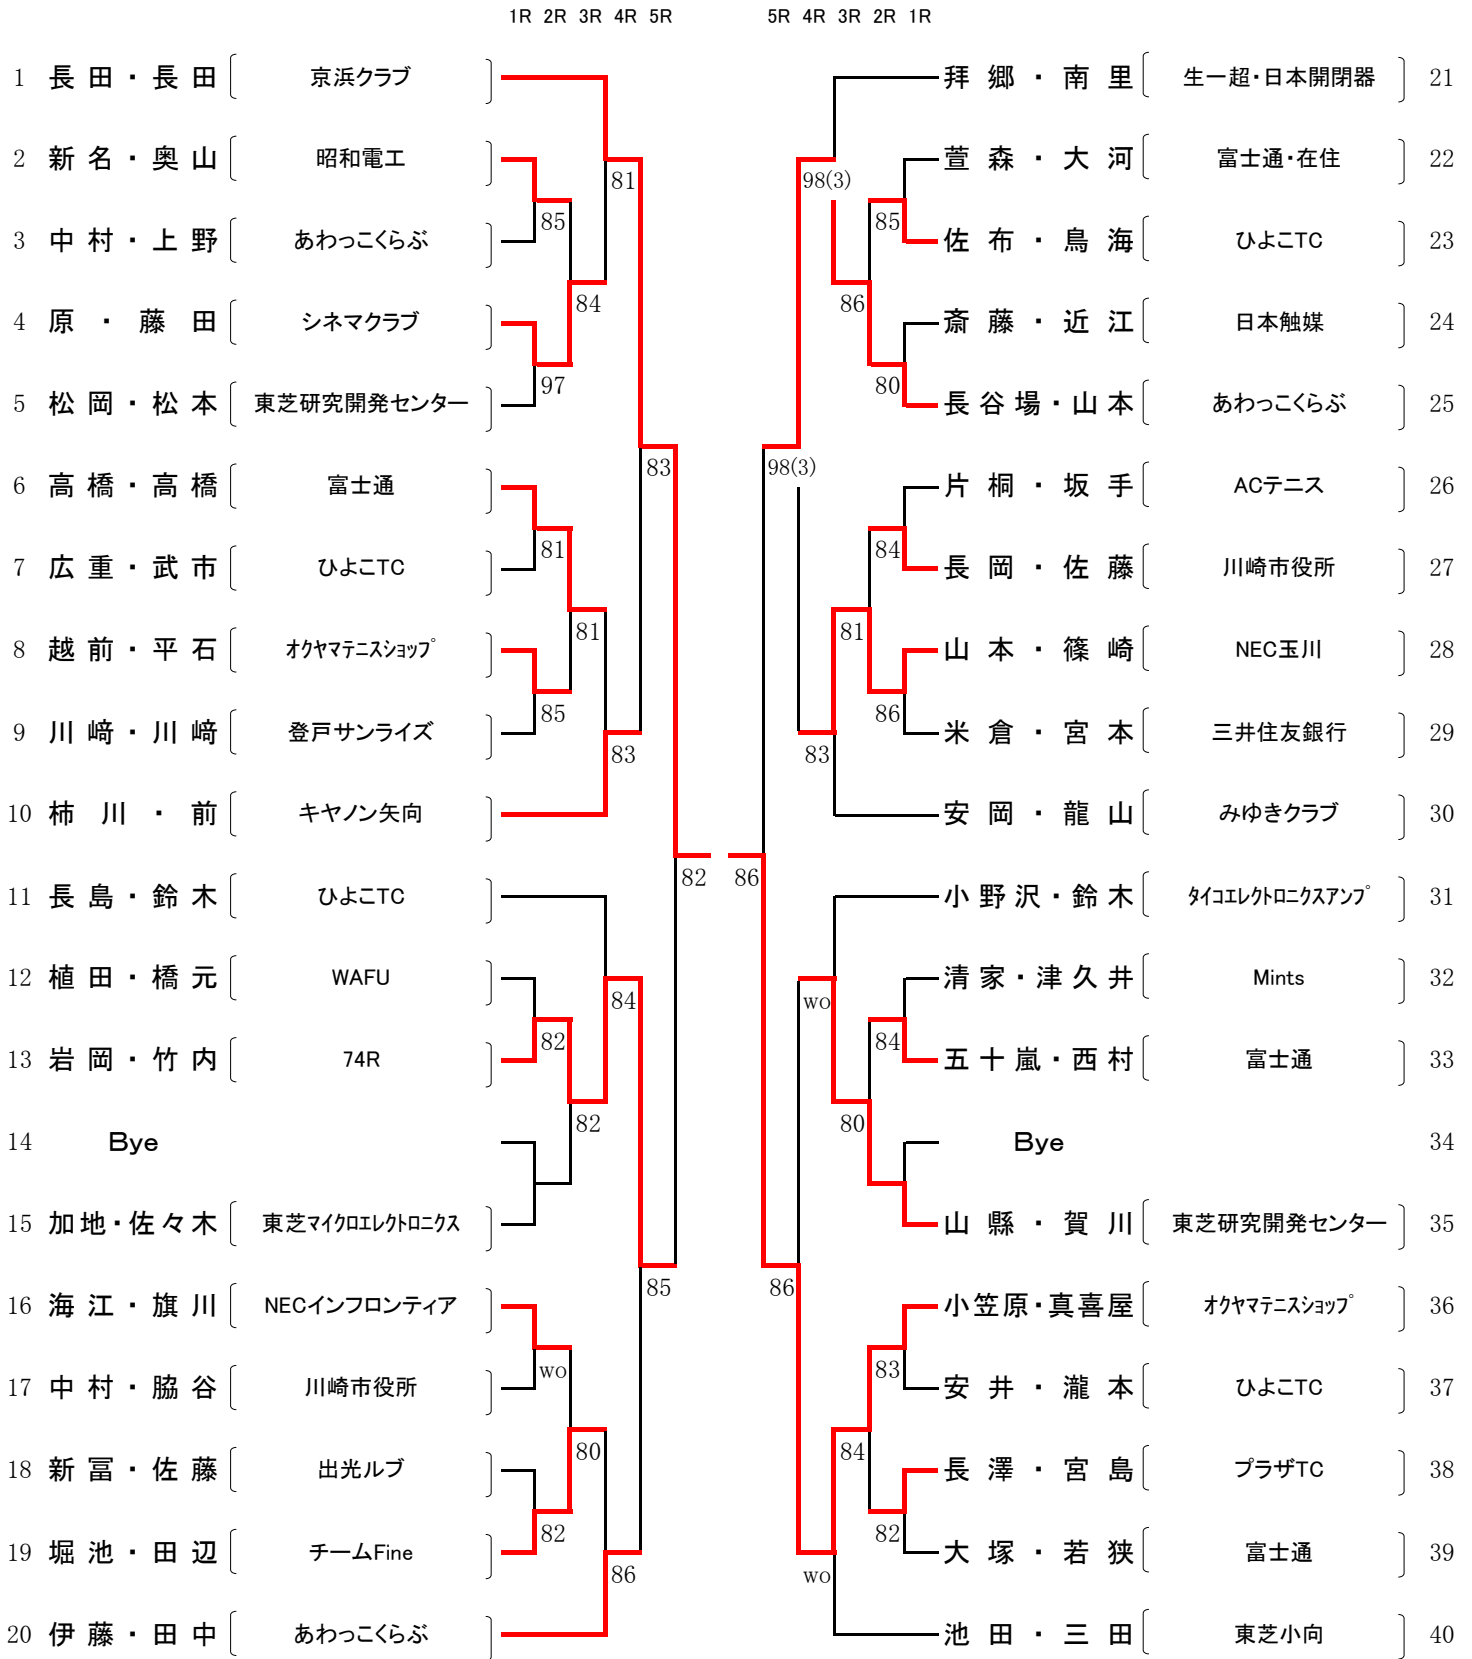 1R 2R 3R 4R 5R
5R 4R 3R 2R 1R
1 長田・長田 京浜クラブ
2 新名・奥山 昭和電工
3 中村・上野 あわっこくらぶ
4 原・藤田 シネマクラブ
5 松岡・松本 東芝研究開発センター
6 高橋・高橋 富士通
7 広重・武市 ひよこTC
8 越前・平石 オクヤマテニスショップ
9 川﨑・川﨑 登戸サンライズ
10 柿川・前 キヤノン矢向
11 長島・鈴木 ひよこTC
12 植田・橋元 WAFU
13 岩岡・竹内 74R
14 Bye
15 加地・佐々木 東芝マイクロエレクトロニクス
16 海江・旗川 NECインフロンティア
17 中村・脇谷 川崎市役所
18 新冨・佐藤 出光ルブ
19 堀池・田辺 チームFine
20 伊藤・田中 あわっこくらぶ
81
85
84
97
83
81
81
85
83
82
84
82
82
85
wo
80
82
86
拜郷・南里 生一超・日本開閉器 21
萱森・大河 富士通・在住 22
佐布・鳥海 ひよこTC 23
斎藤・近江 日本触媒 24
長谷場・山本 あわっこくらぶ 25
片桐・坂手 ACテニス 26
長岡・佐藤 川崎市役所 27
山本・篠崎 NEC玉川 28
米倉・宮本 三井住友銀行 29
安岡・龍山 みゆきクラブ 30
小野沢・鈴木 タイコエレクトロニクスアンプ 31
清家・津久井 Mints 32
五十嵐・西村 富士通 33
Bye 34
山縣・賀川 東芝研究開発センター 35
小笠原・真喜屋 オクヤマテニスショップ 36
安井・瀧本 ひよこTC 37
長澤・宮島 プラザTC 38
大塚・若狭 富士通 39
池田・三田 東芝小向 40
98(3)
85
86
80
98(3)
84
81
86
83
86
wo
84
80
86
83
84
82
wo